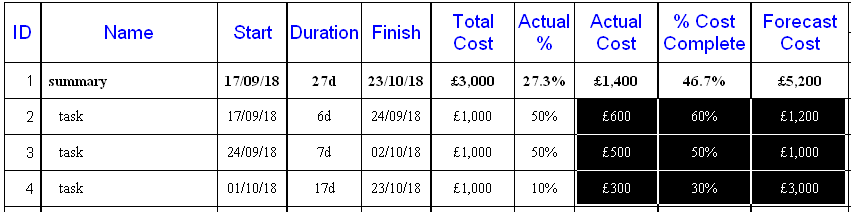 ID Name Start Duration Finish Total Cost Actual % Actual Cost % Cost Complete Forecast Cost
1 summary 17/09/18 27d 23/10/18 £3,000 27.3% £1,400 46.7% £5,200
2 task 17/09/18 6d 24/09/18 £1,000 50% £600 60% £1,200
3 task 24/09/18 7d 02/10/18 £1,000 50% £500 50% £1,000
4 task 01/10/18 17d 23/10/18 £1,000 10% £300 30% £3,000